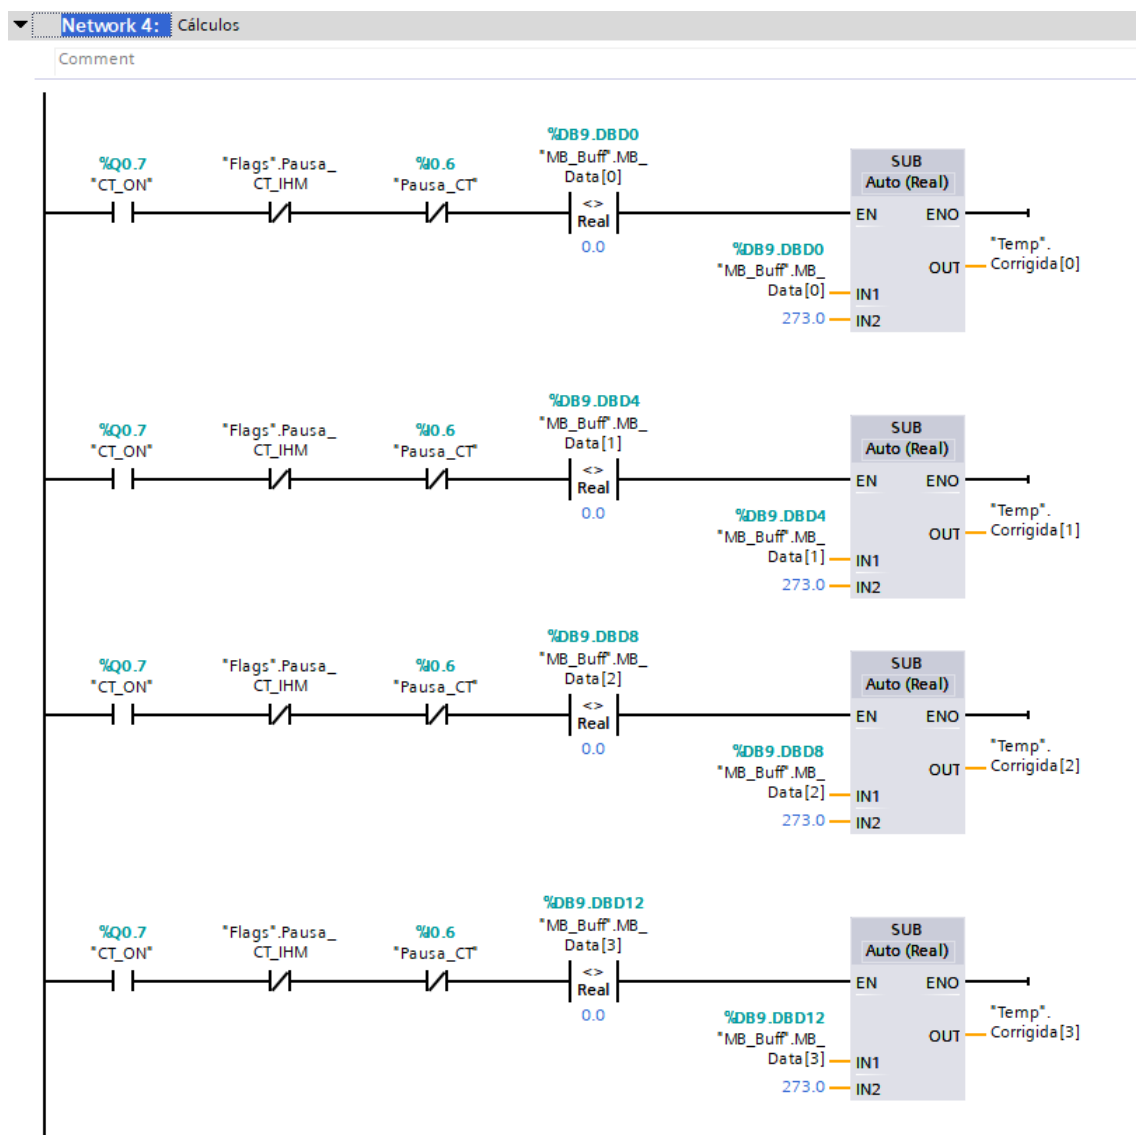 Network 4: Cálculos
Comment
%DB9.DBD0
%Q0.7 "Flags".Pausa_ %I0.6 "MB_Buff".MB_
"CT_ON" CT_IHM "Pausa_CT" Data[0]
<>
Real
0.0
SUB
Auto (Real)
EN ENO
%DB9.DBD0
"MB_Buff".MB_
Data[0] IN1
273.0 IN2
OUT
"Temp".
Corrigida[0]
%DB9.DBD4
%Q0.7 "Flags".Pausa_ %I0.6 "MB_Buff".MB_
"CT_ON" CT_IHM "Pausa_CT" Data[1]
<>
Real
0.0
SUB
Auto (Real)
EN ENO
%DB9.DBD4
"MB_Buff".MB_
Data[1] IN1
273.0 IN2
OUT
"Temp".
Corrigida[1]
%DB9.DBD8
%Q0.7 "Flags".Pausa_ %I0.6 "MB_Buff".MB_
"CT_ON" CT_IHM "Pausa_CT" Data[2]
<>
Real
0.0
SUB
Auto (Real)
EN ENO
%DB9.DBD8
"MB_Buff".MB_
Data[2] IN1
273.0 IN2
OUT
"Temp".
Corrigida[2]
%DB9.DBD12
%Q0.7 "Flags".Pausa_ %I0.6 "MB_Buff".MB_
"CT_ON" CT_IHM "Pausa_CT" Data[3]
<>
Real
0.0
SUB
Auto (Real)
EN ENO
%DB9.DBD12
"MB_Buff".MB_
Data[3] IN1
273.0 IN2
OUT
"Temp".
Corrigida[3]